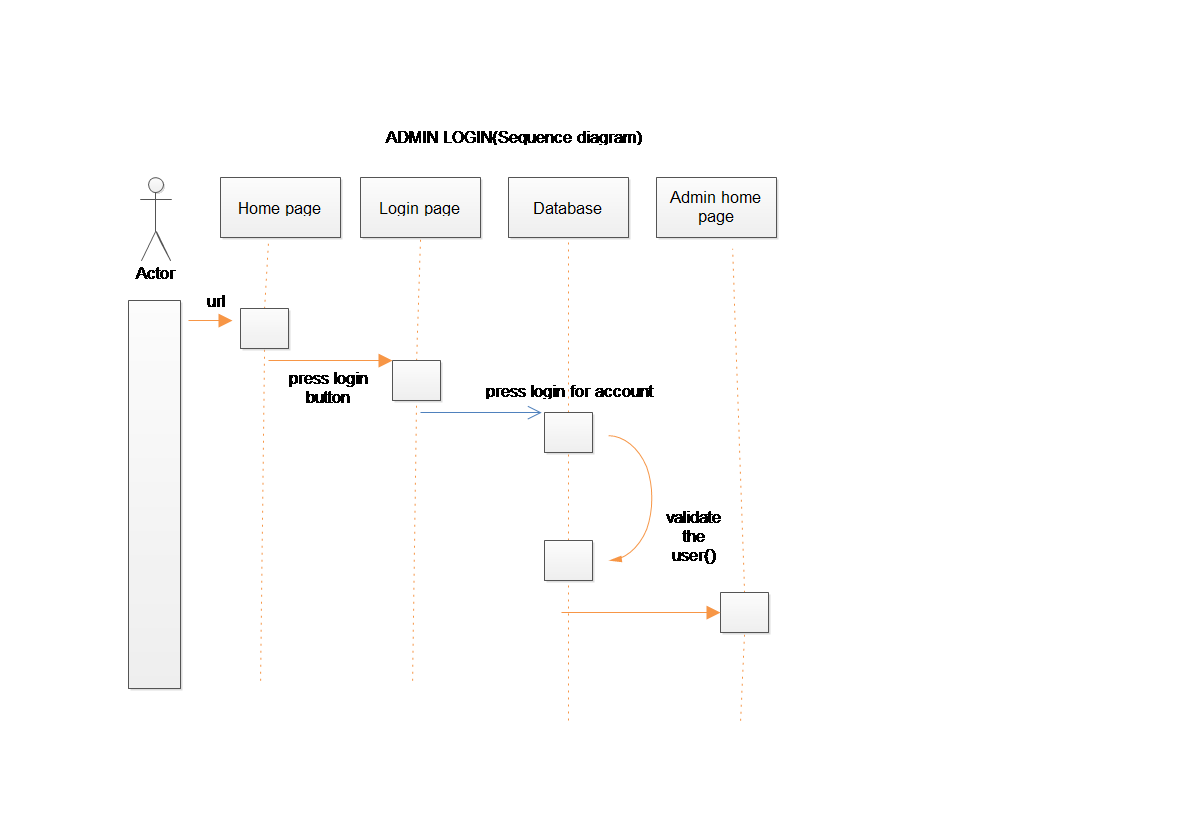 ADMIN LOGIN(Sequence diagram)
Home page
Login page
Database
Admin home
page
Actor
url
press login
button
press login for account
validate
the
user()